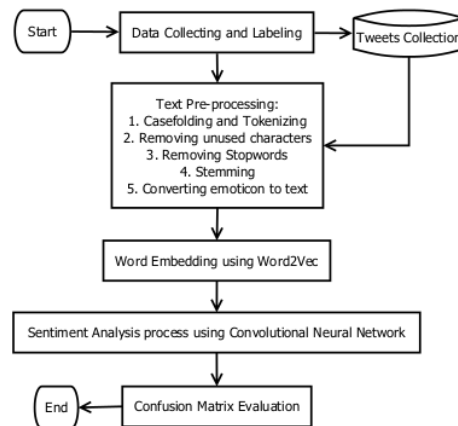 Start
Data Collecting and Labeling
Tweets Collection
Text Pre-processing:
1. Casefolding and Tokenizing
2. Removing unused characters
3. Removing Stopwords
4. Stemming
5. Converting emoticon to text
Word Embedding using Word2Vec
Sentiment Analysis process using Convolutional Neural Network
End
Confusion Matrix Evaluation